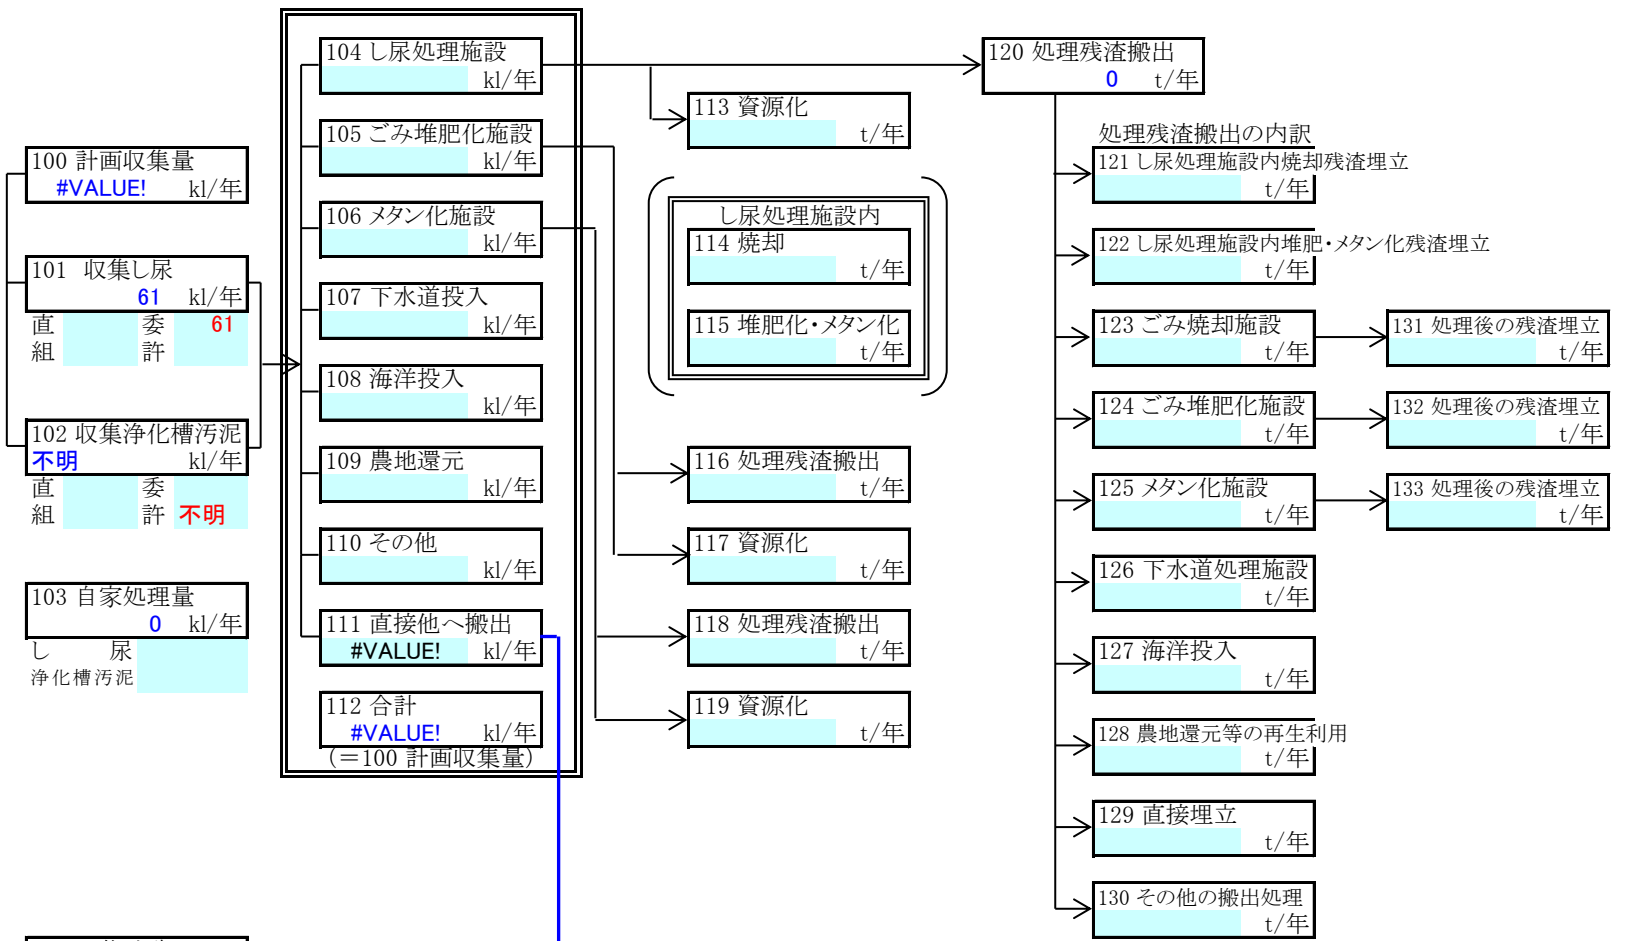 100 計画収集量
#VALUE! kl/年
101 収集し尿
61 kl/年
直 委 61
組 許
102 収集浄化槽汚泥
不明 kl/年
直 委
組 許 不明
103 自家処理量
0 kl/年
し 尿
浄化槽汚泥
104 し尿処理施設
kl/年
105 ごみ堆肥化施設
kl/年
106 メタン化施設
kl/年
107 下水道投入
kl/年
108 海洋投入
kl/年
109 農地還元
kl/年
110 その他
kl/年
111 直接他へ搬出
#VALUE! kl/年
112 合計
#VALUE! kl/年
(＝100 計画収集量)
113 資源化
t/年
し尿処理施設内
114 焼却
t/年
115 堆肥化・メタン化
t/年
116 処理残渣搬出
t/年
117 資源化
t/年
118 処理残渣搬出
t/年
119 資源化
t/年
120 処理残渣搬出
0 t/年
処理残渣搬出の内訳
121 し尿処理施設内焼却残渣埋立
t/年
122 し尿処理施設内堆肥・メタン化残渣埋立
t/年
123 ごみ焼却施設
t/年
124 ごみ堆肥化施設
t/年
125 メタン化施設
t/年
126 下水道処理施設
t/年
127 海洋投入
t/年
128 農地還元等の再生利用
t/年
129 直接埋立
t/年
130 その他の搬出処理
t/年
131 処理後の残渣埋立
t/年
132 処理後の残渣埋立
t/年
133 処理後の残渣埋立
t/年